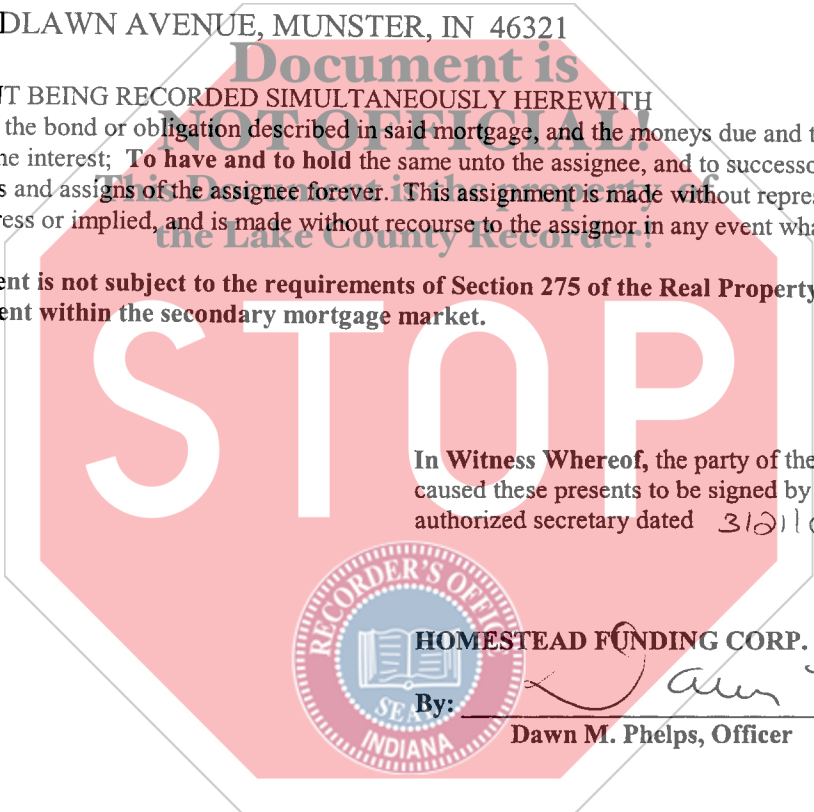 DLAWN AVENUE, MUNSTER, IN 46321
Document is
T BEING RECORDED SIMULTANEOUSLY HEREWITH
NOT OFFICIAL!
the bond or obligation described in said mortgage, and the moneys due and t
ne interest; To have and to hold the same unto the assignee, and to successo
s and assigns of the assignee forever. This assignment is made without repres
This Document is the property of
ress or implied, and is made without recourse to the assignor in any event wha
the Lake County Recorder!
ent is not subject to the requirements of Section 275 of the Real Property
ent within the secondary mortgage market.
STOP
In Witness Whereof, the party of the
caused these presents to be signed by
authorized secretary dated 3/21/
RECORDER'S OFFICE
SEAL
INDIANA
HOMESTEAD FUNDING CORP.
By:
Dawn M. Phelps, Officer